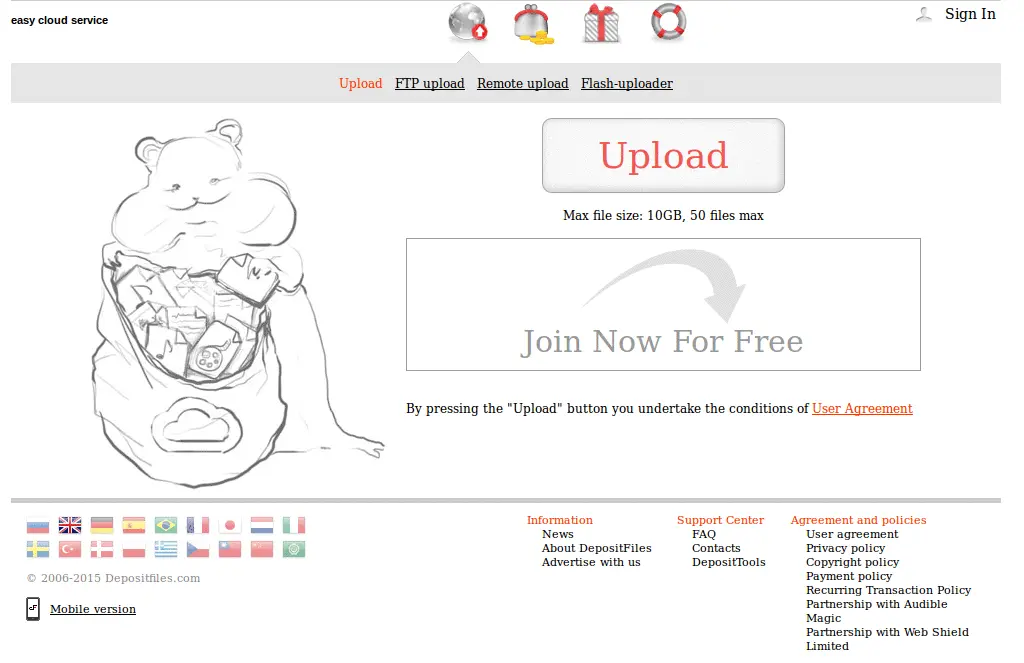 easy cloud service
Sign In
Upload FTP upload Remote upload Flash-uploader
Upload
Max file size: 10GB, 50 files max
Join Now For Free
By pressing the "Upload" button you undertake the conditions of User Agreement
Information
News
About DepositFiles
Advertise with us
Support Center
FAQ
Contacts
DepositTools
Agreement and policies
User agreement
Privacy policy
Copyright policy
Payment policy
Recurring Transaction Policy
Partnership with Audible
Magic
Partnership with Web Shield
Limited
© 2006-2015 Depositfiles.com
Mobile version